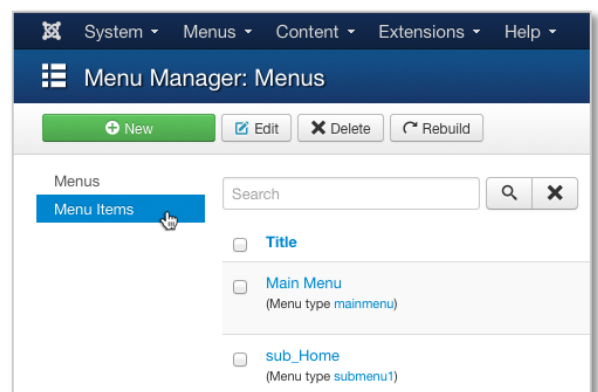 System Menus Content Extensions Help
Menu Manager: Menus
New Edit Delete Rebuild
Menus
Menu Items
Search
Title
Main Menu
(Menu type mainmenu)
sub_Home
(Menu type submenu1)